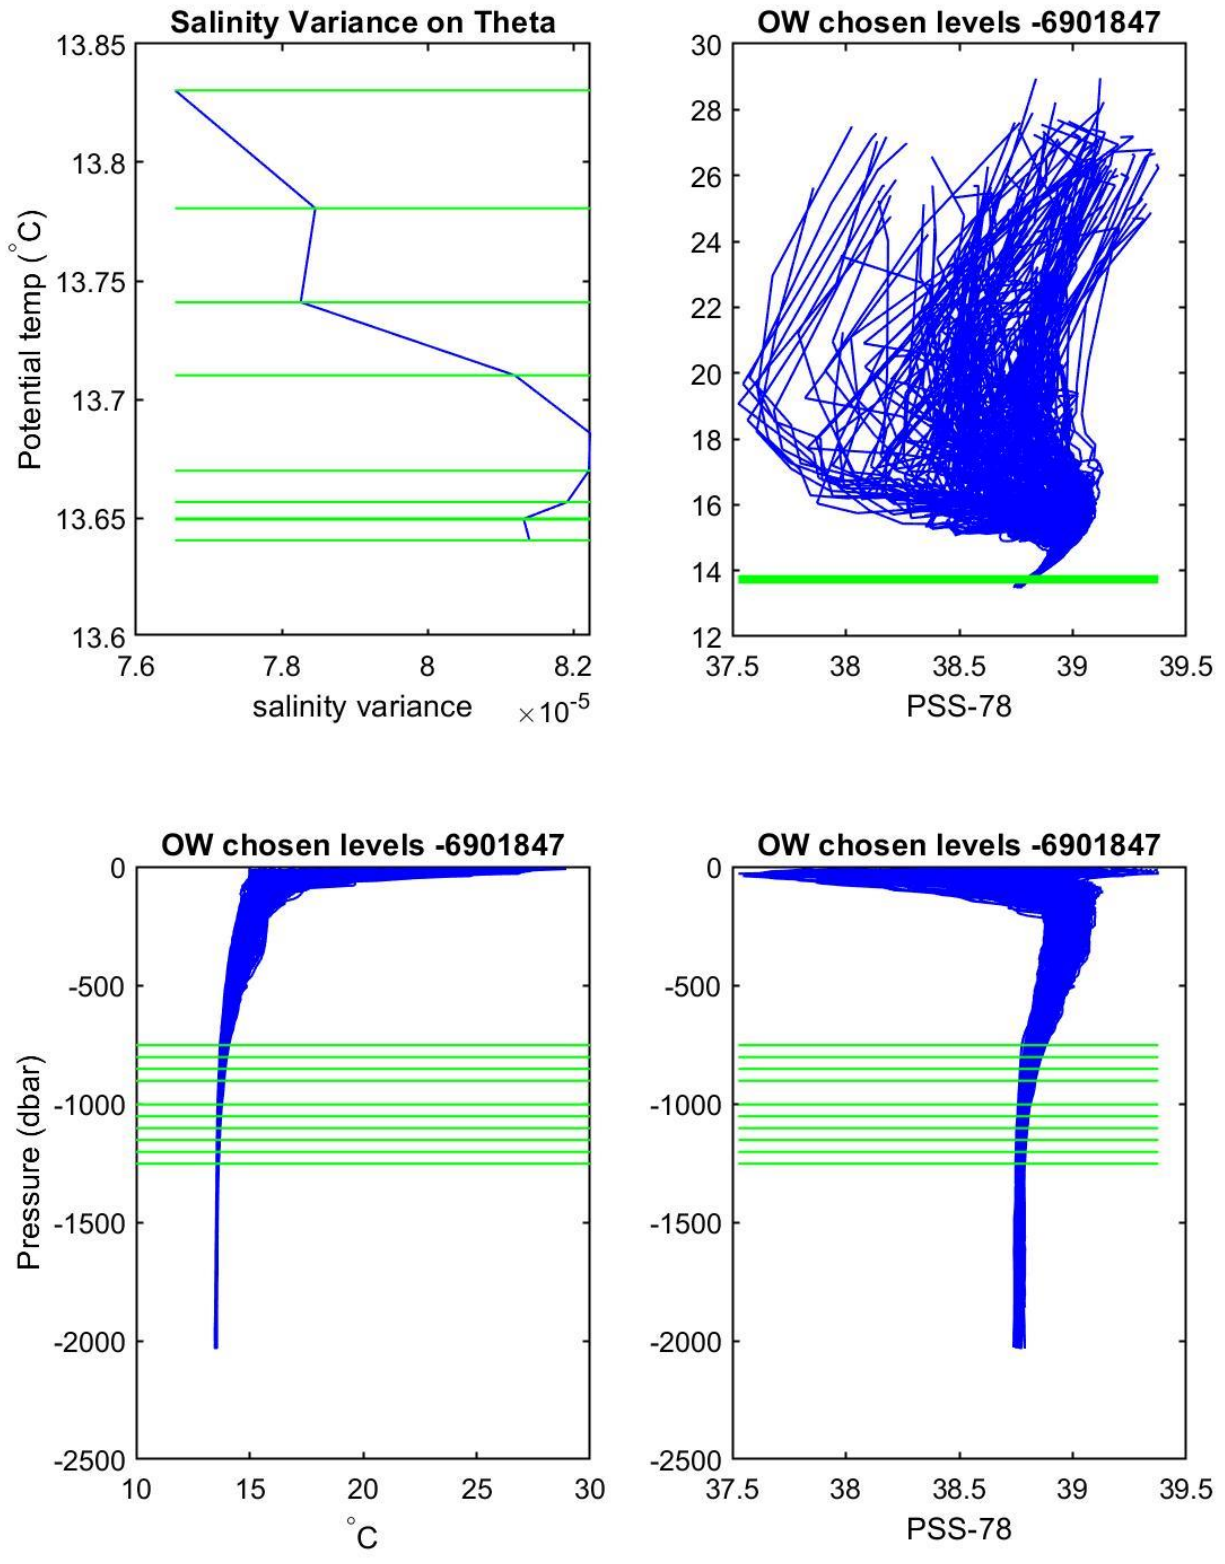 Salinity Variance on Theta
13.85
13.8
13.75
13.7
13.65
13.6
Potential temp (°C)
7.6 7.8 8 8.2
salinity variance ×10-5
OW chosen levels -6901847
30
28
26
24
22
20
18
16
14
12
37.5 38 38.5 39 39.5
PSS-78
OW chosen levels -6901847
0
-500
-1000
-1500
-2000
-2500
Pressure (dbar)
10 15 20 25 30
°C
OW chosen levels -6901847
0
-500
-1000
-1500
-2000
-2500
37.5 38 38.5 39 39.5
PSS-78